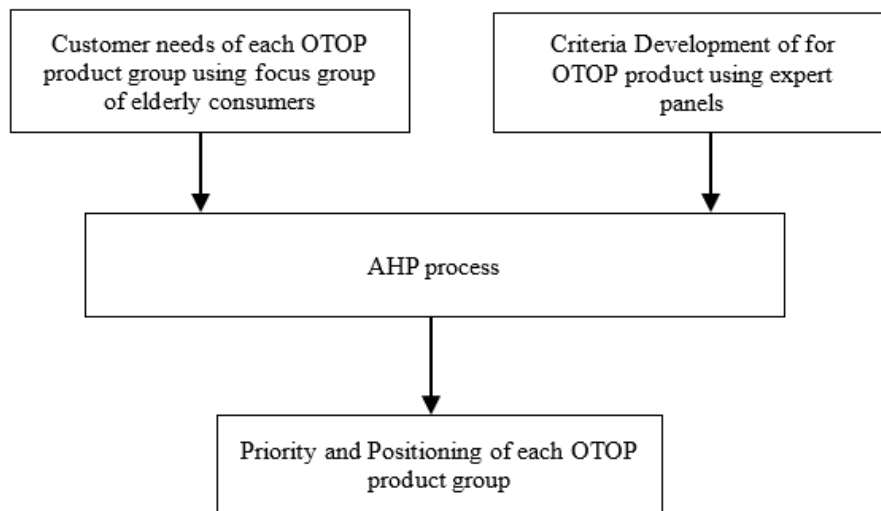 Customer needs of each OTOP
product group using focus group
of elderly consumers
Criteria Development of for
OTOP product using expert
panels
AHP process
Priority and Positioning of each OTOP
product group